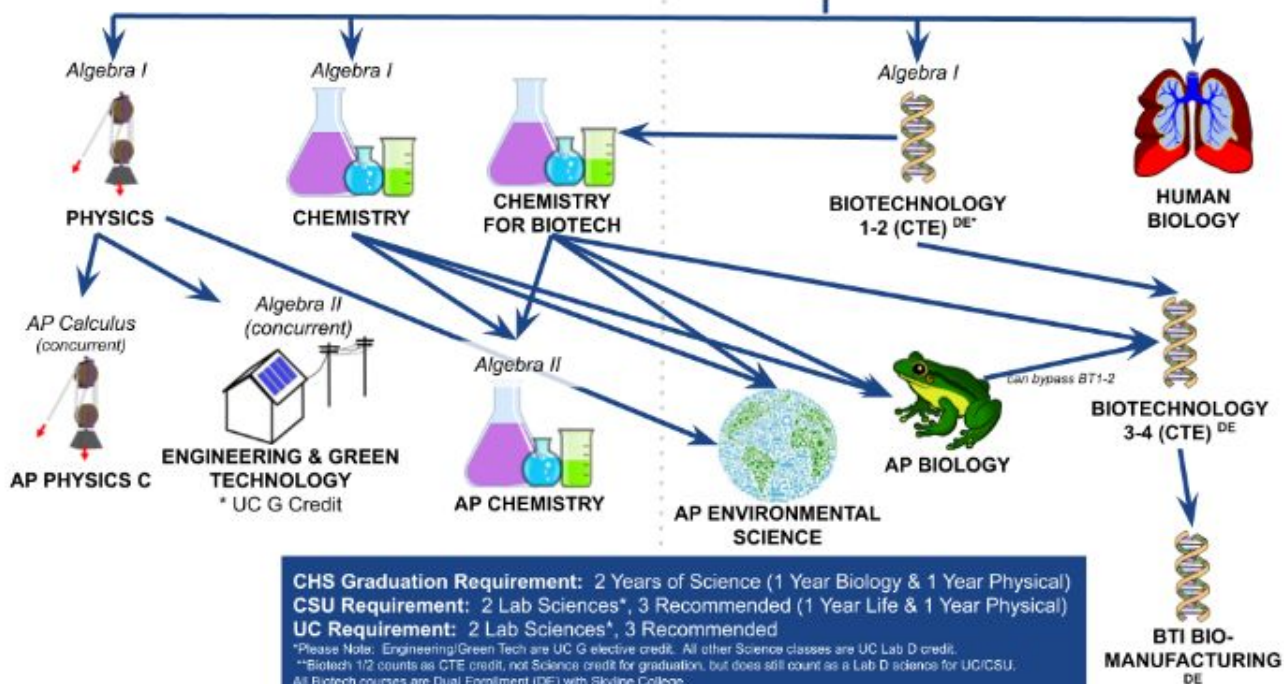 Algebra I
Algebra I
Algebra I
PHYSICS
CHEMISTRY
CHEMISTRY
FOR BIOTECH
BIOTECHNOLOGY
1-2 (CTE) DE*
HUMAN
BIOLOGY
AP Calculus
(concurrent)
Algebra II
(concurrent)
Algebra II
can bypass BT1-2
AP PHYSICS C
ENGINEERING & GREEN
TECHNOLOGY
* UC G Credit
AP CHEMISTRY
AP ENVIRONMENTAL
SCIENCE
AP BIOLOGY
BIOTECHNOLOGY
3-4 (CTE) DE
BTI BIO-
MANUFACTURING
DE
CHS Graduation Requirement: 2 Years of Science (1 Year Biology & 1 Year Physical)
CSU Requirement: 2 Lab Sciences*, 3 Recommended (1 Year Life & 1 Year Physical)
UC Requirement: 2 Lab Sciences*, 3 Recommended
*Please Note: Engineering/Green Tech are UC G elective credit. All other Science classes are UC Lab D credit.
**Biotech 1/2 counts as CTE credit, not Science credit for graduation, but does still count as a Lab D science for UC/CSU.
All Biotech courses are Dual Enrollment (DE) with Skyline College